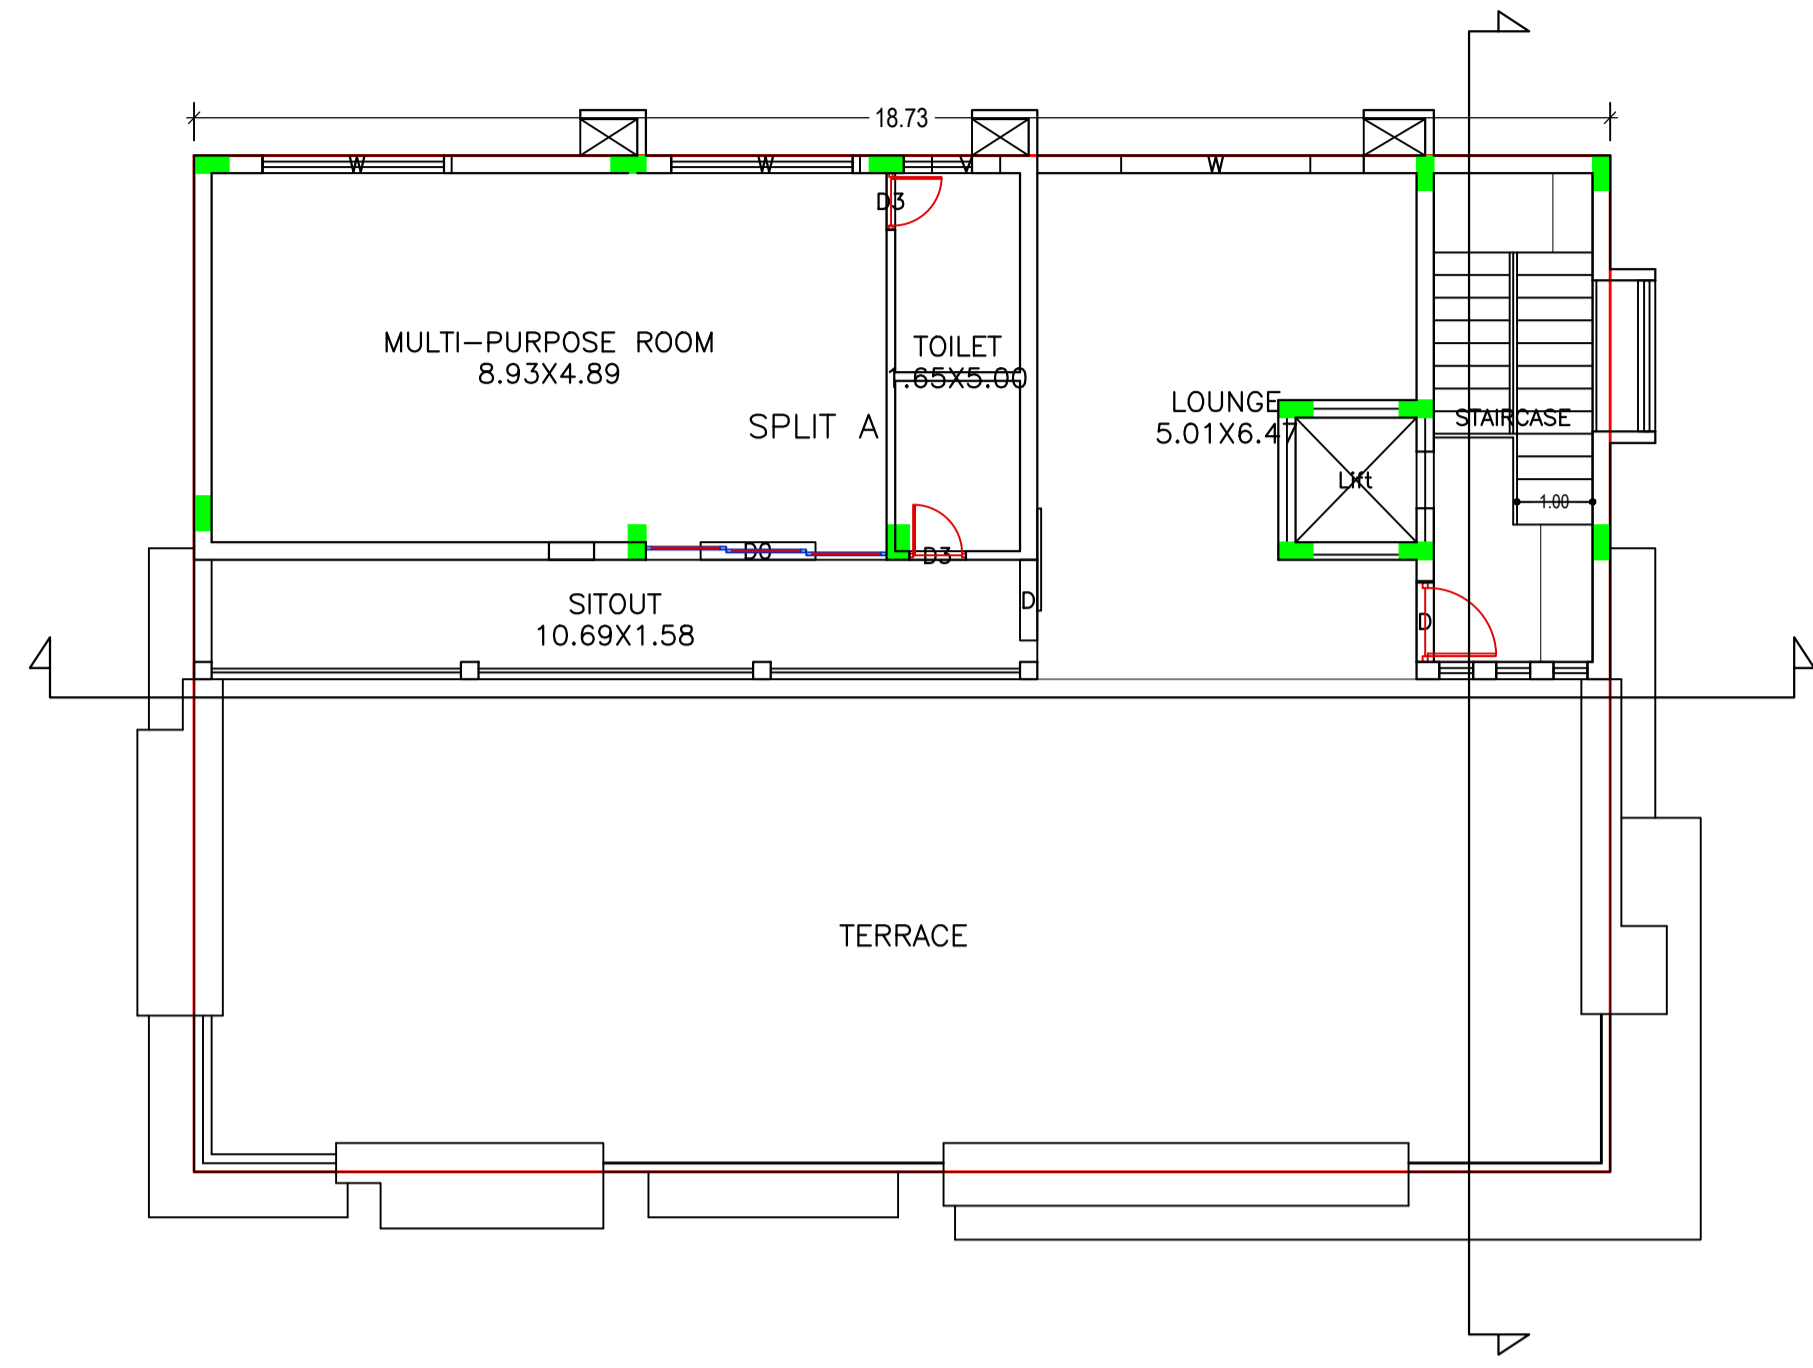 18.73
W
W
V
W
D3
MULTI-PURPOSE ROOM
8.93X4.89
TOILET
1.65X5.00
SPLIT A
LOUNGE
5.01X6.47
STAIRCASE
Lift
1.00
D0
D3
SITOUT
10.69X1.58
D
D
TERRACE